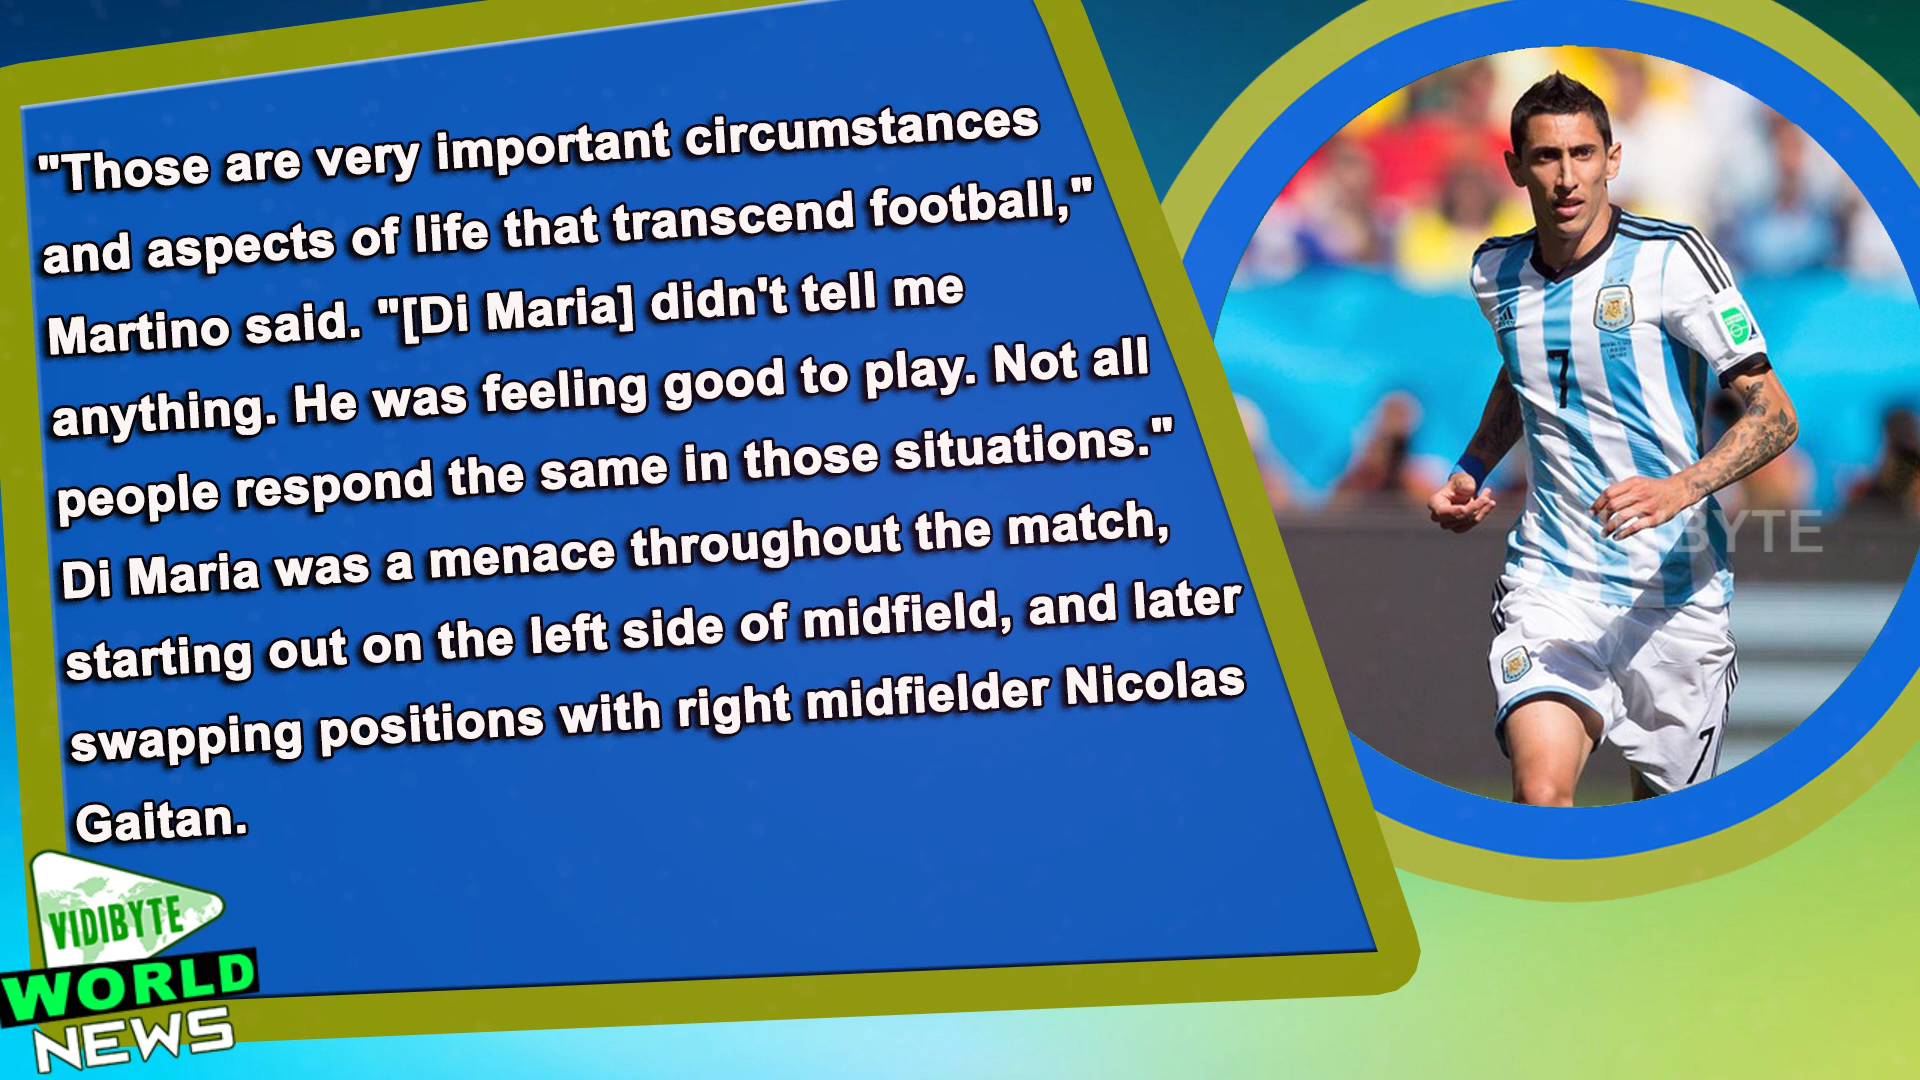 "Those are very important circumstances
and aspects of life that transcend football,"
Martino said. "[Di Maria] didn't tell me
anything. He was feeling good to play. Not all
people respond the same in those situations."
Di Maria was a menace throughout the match,
starting out on the left side of midfield, and later
swapping positions with right midfielder Nicolas
Gaitan.
7
7
VIDIBYTE
WORLD
NEWS